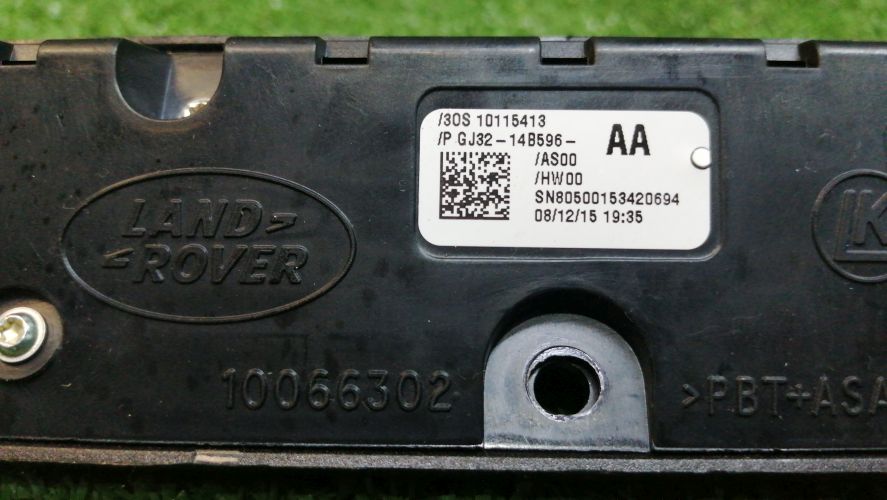 /3OS 10115413
/P GJ32-14B596- AA
/AS00
/HW00
SN80500153420694
08/12/15 19:35
LAND
ROVER
10066302
>PBT+ASA
K